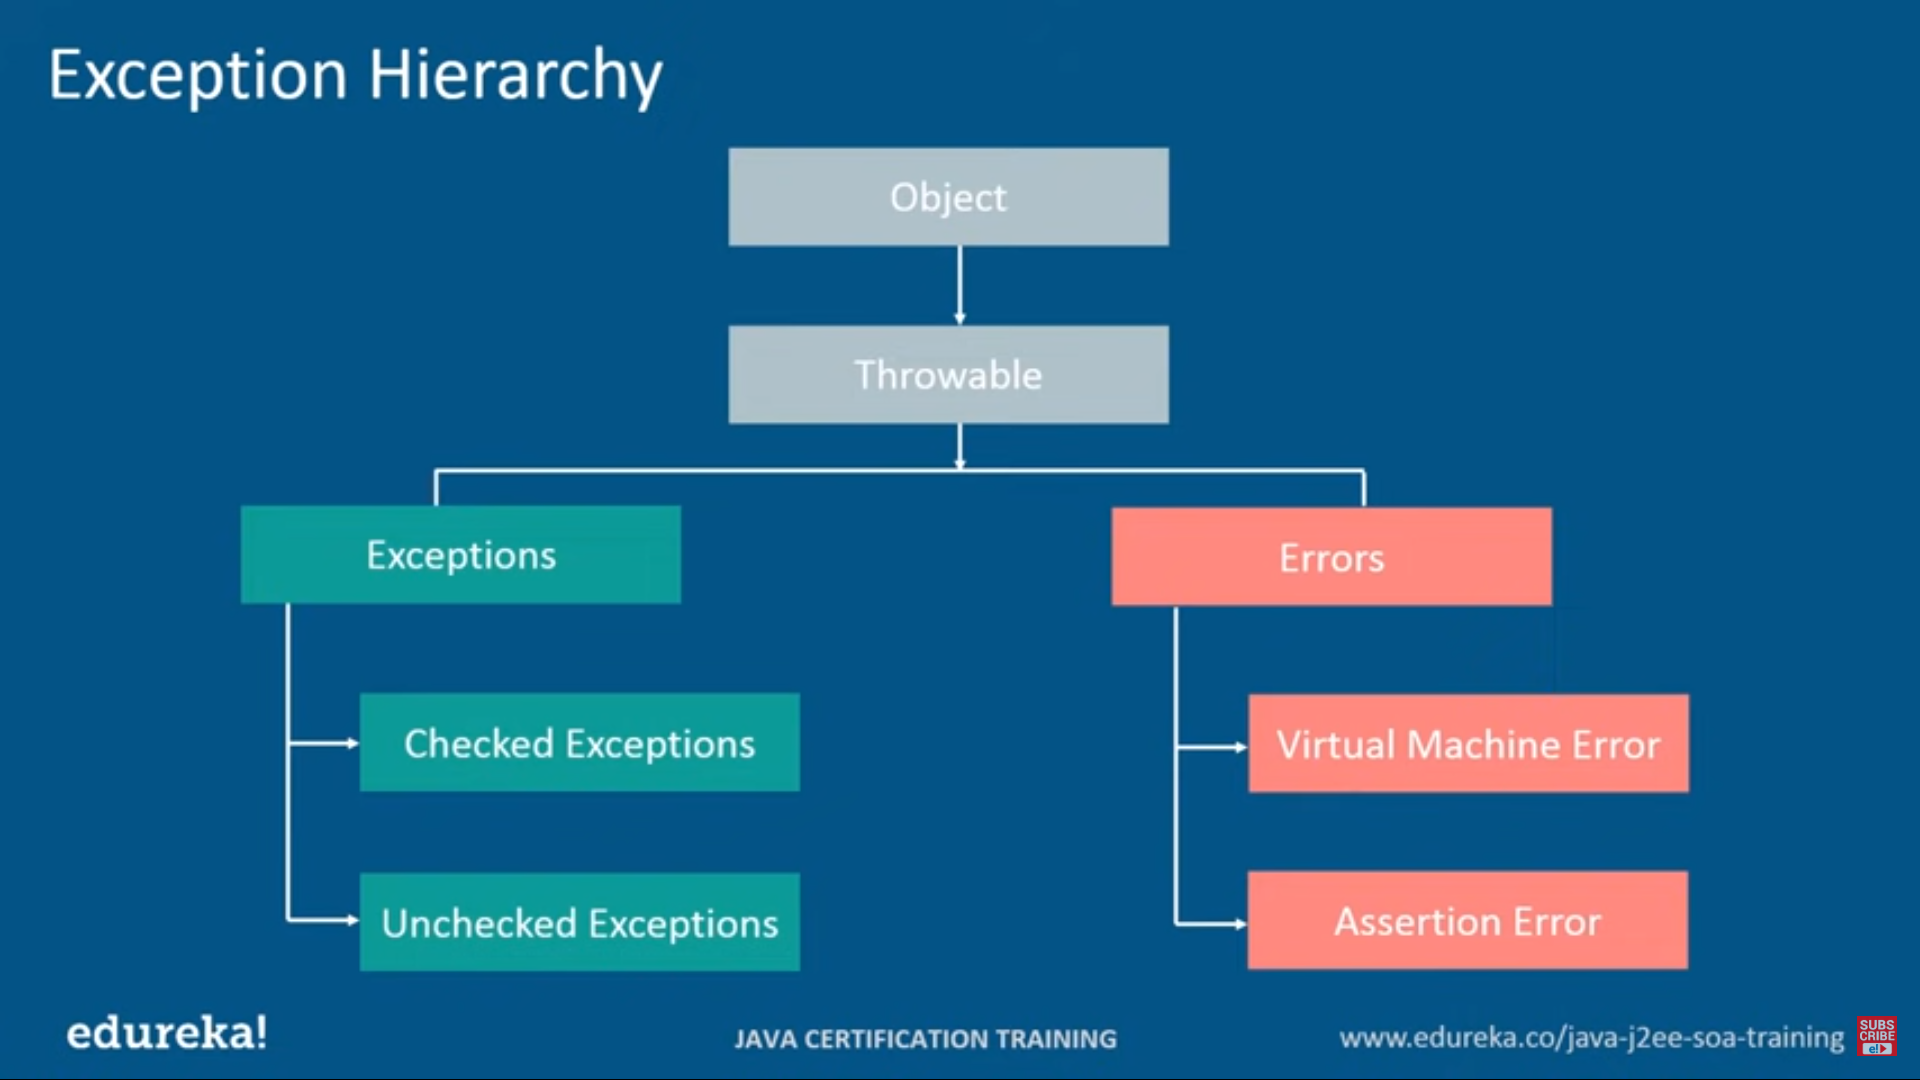 Exception Hierarchy
Object
Throwable
Exceptions
Errors
Checked Exceptions
Virtual Machine Error
Unchecked Exceptions
Assertion Error
edureka!
JAVA CERTIFICATION TRAINING
www.edureka.co/java-j2ee-soa-training
SUBS
CRIBE
e!